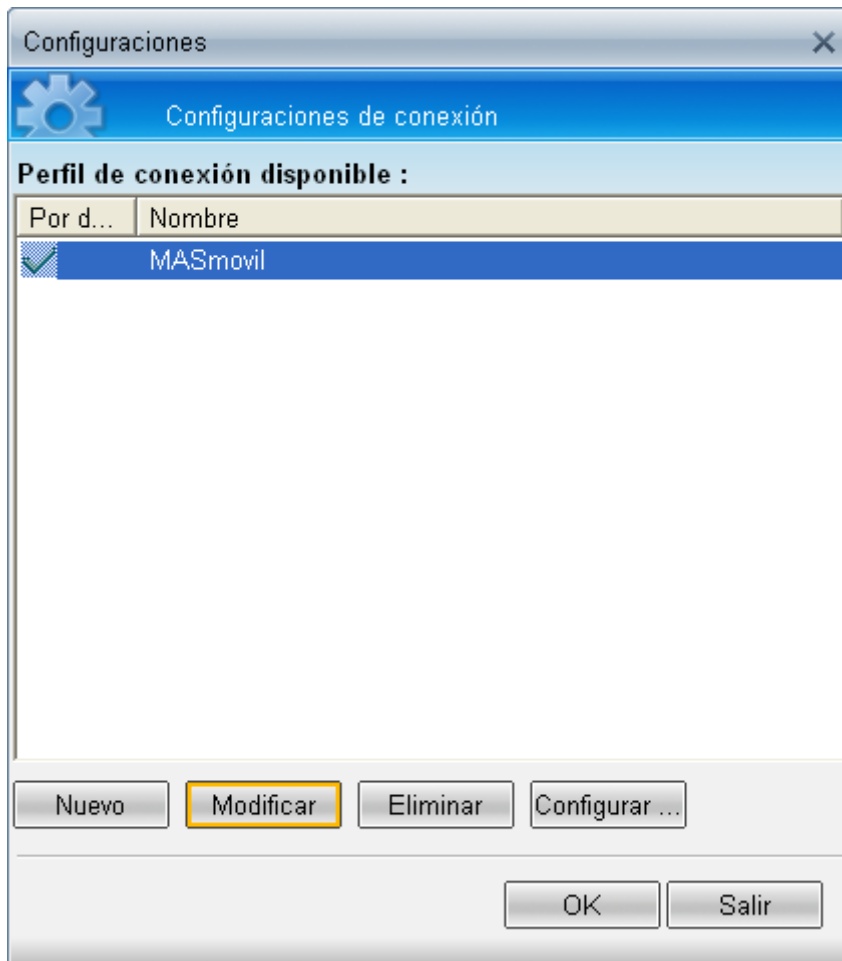 Configuraciones
Configuraciones de conexión
Perfil de conexión disponible :
Por d... Nombre
MASmovil
Nuevo Modificar Eliminar Configurar ...
OK Salir